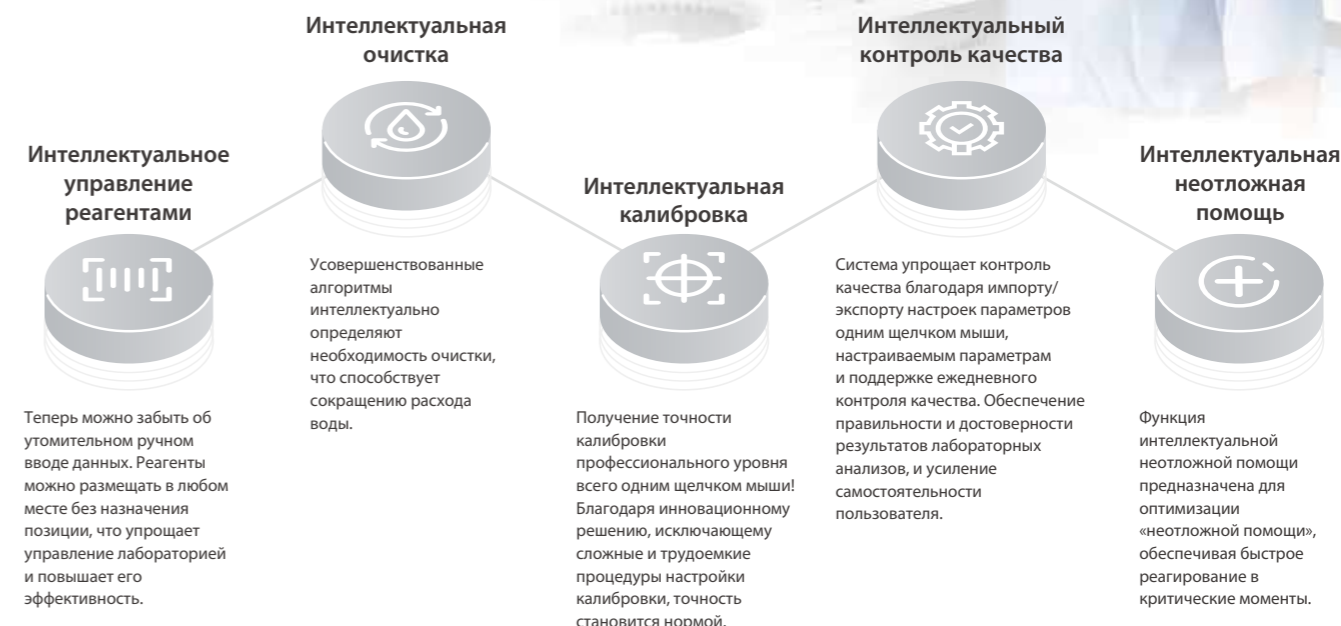 Интеллектуальное
управление
реагентами
Теперь можно забыть об
утомительном ручном
вводе данных. Реагенты
можно размещать в любом
месте без назначения
позиции, что упрощает
управление лабораторией
и повышает его
эффективность.
Интеллектуальная
очистка
Усовершенствованные
алгоритмы
интеллектуально
определяют
необходимость очистки,
что способствует
сокращению расхода
воды.
Интеллектуальная
калибровка
Получение точности
калибровки
профессионального уровня
всего одним щелчком мыши!
Благодаря инновационному
решению, исключающему
сложные и трудоемкие
процедуры настройки
калибровки, точность
становится нормой.
Интеллектуальный
контроль качества
Система упрощает контроль
качества благодаря импорту/
экспорту настроек параметров
одним щелчком мыши,
настраиваемым параметрам
и поддержке ежедневного
контроля качества. Обеспечение
правильности и достоверности
результатов лабораторных
анализов, и усиление
самостоятельности
пользователя.
Интеллектуальная
неотложная
помощь
Функция
интеллектуальной
неотложной помощи
предназначена для
оптимизации
«неотложной помощи»,
обеспечивая быстрое
реагирование в
критические моменты.